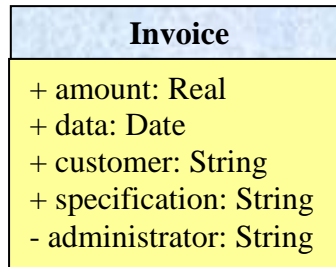 Invoice
+ amount: Real
+ data: Date
+ customer: String
+ specification: String
- administrator: String